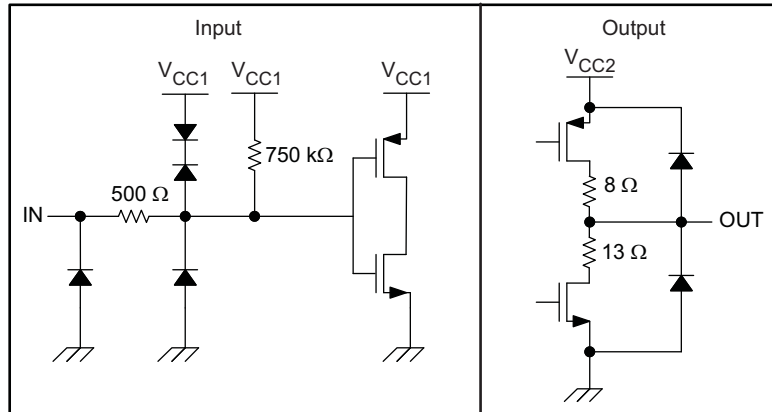 Input
VCC1
VCC1
VCC1
750 kΩ
500 Ω
IN
Output
VCC2
8 Ω
OUT
13 Ω